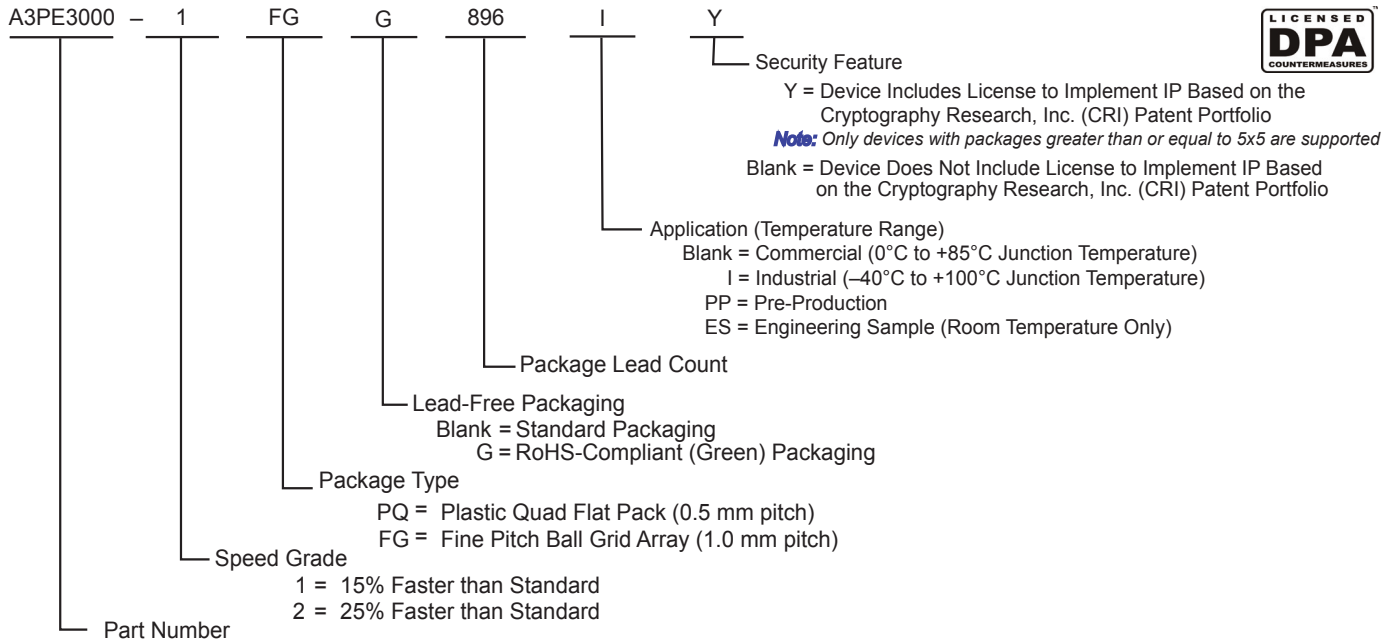 A3PE3000 – 1 FG G 896 I Y
LICENSED™
DPA
COUNTERMEASURES
Security Feature
Y = Device Includes License to Implement IP Based on the
Cryptography Research, Inc. (CRI) Patent Portfolio
Note: Only devices with packages greater than or equal to 5x5 are supported
Blank = Device Does Not Include License to Implement IP Based
on the Cryptography Research, Inc. (CRI) Patent Portfolio
Application (Temperature Range)
Blank = Commercial (0°C to +85°C Junction Temperature)
I = Industrial (–40°C to +100°C Junction Temperature)
PP = Pre-Production
ES = Engineering Sample (Room Temperature Only)
Package Lead Count
Lead-Free Packaging
Blank = Standard Packaging
G = RoHS-Compliant (Green) Packaging
Package Type
PQ = Plastic Quad Flat Pack (0.5 mm pitch)
FG = Fine Pitch Ball Grid Array (1.0 mm pitch)
Speed Grade
1 = 15% Faster than Standard
2 = 25% Faster than Standard
Part Number